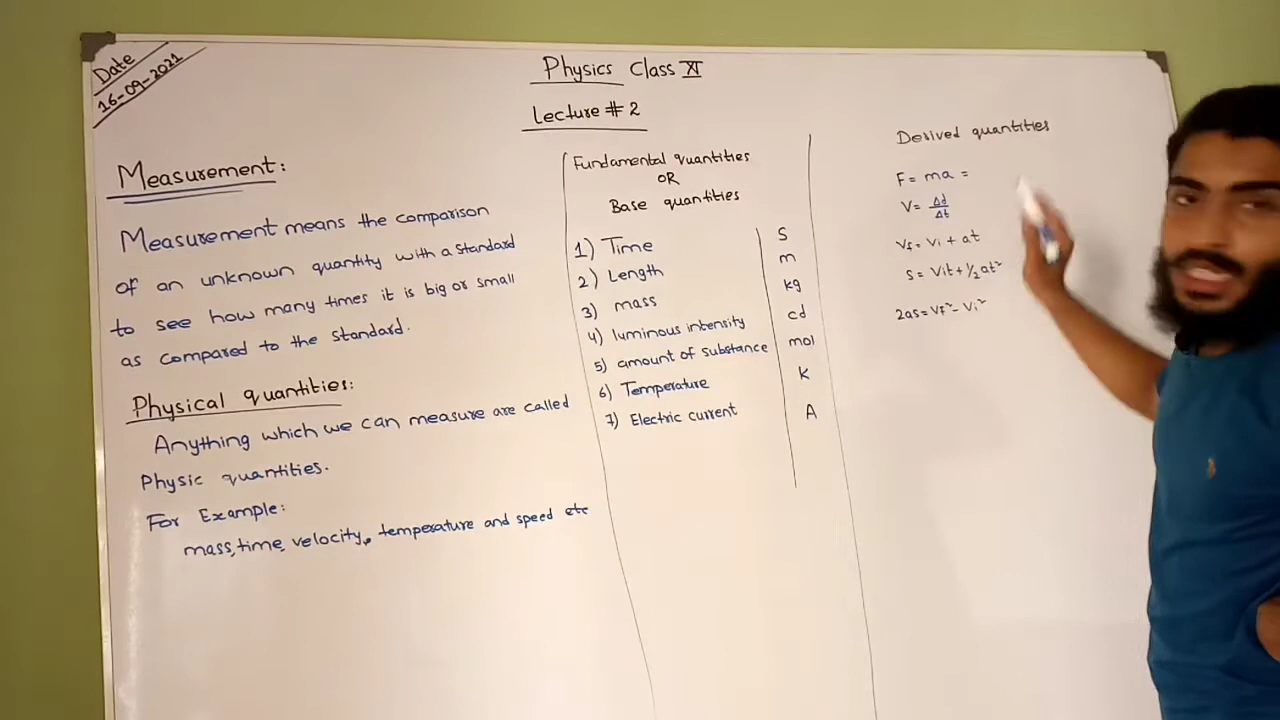 Date
16-09-2021
Physics Class XI
Lecture # 2
Measurement:
Measurement means the comparison
of an unknown quantity with a standard
to see how many times it is big or small
as compared to the standard.
Physical quantities:
Anything which we can measure are called
Physic quantities.
For Example:
mass, time, velocity, temperature and speed etc
Fundamental quantities
OR
Base quantities
1) Time S
2) Length m
3) mass kg
4) luminous intensity cd
5) amount of substance mol
6) Temperature K
7) Electric current A
Derived quantities
F = ma =
V = Δd/Δt
Vf = Vi + at
S = Vit + 1/2 at²
2as = Vf² - Vi²